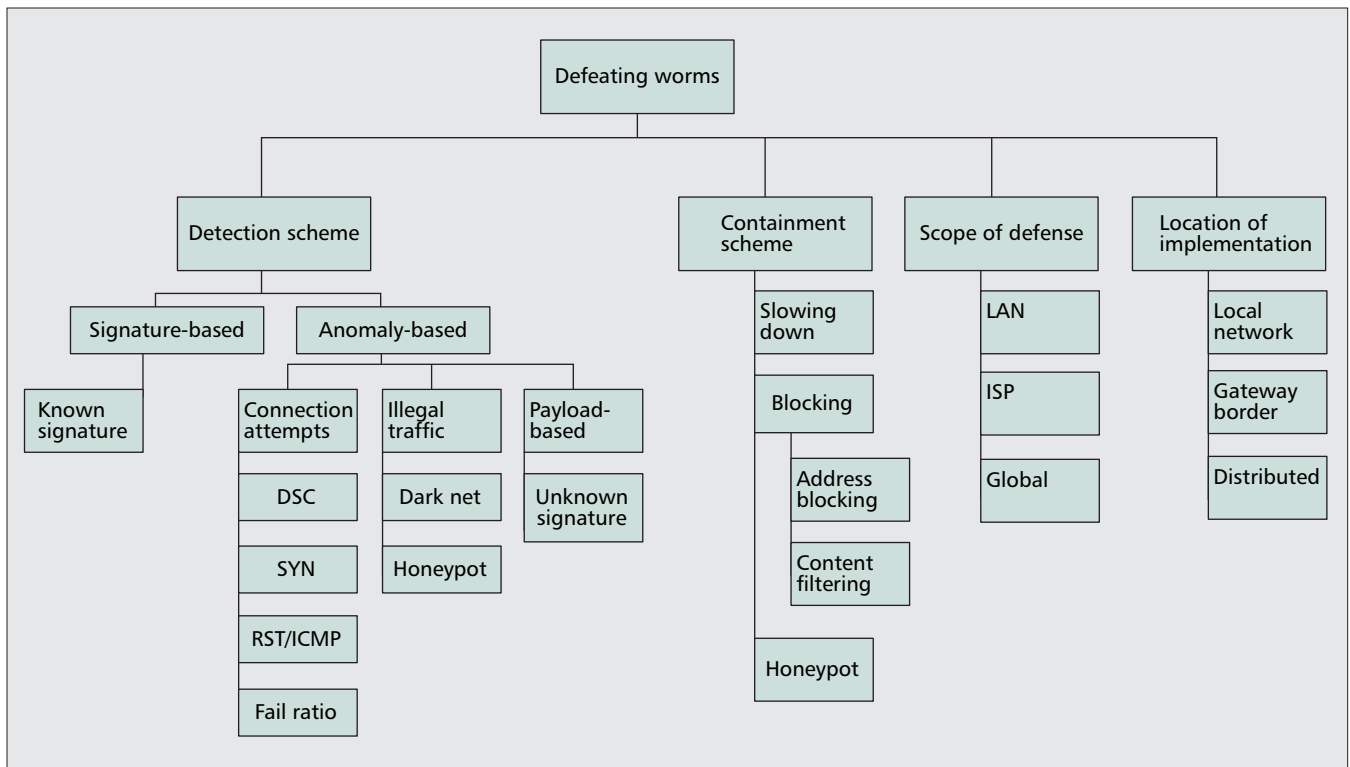 Defeating worms
Detection scheme
Containment
scheme
Scope of defense
Location of
implementation
Signature-based
Anomaly-based
Known
signature
Connection
attempts
DSC
SYN
RST/ICMP
Fail ratio
Illegal
traffic
Dark net
Honeypot
Payload-
based
Unknown
signature
Slowing
down
Blocking
Address
blocking
Content
filtering
Honeypot
LAN
ISP
Global
Local
network
Gateway
border
Distributed